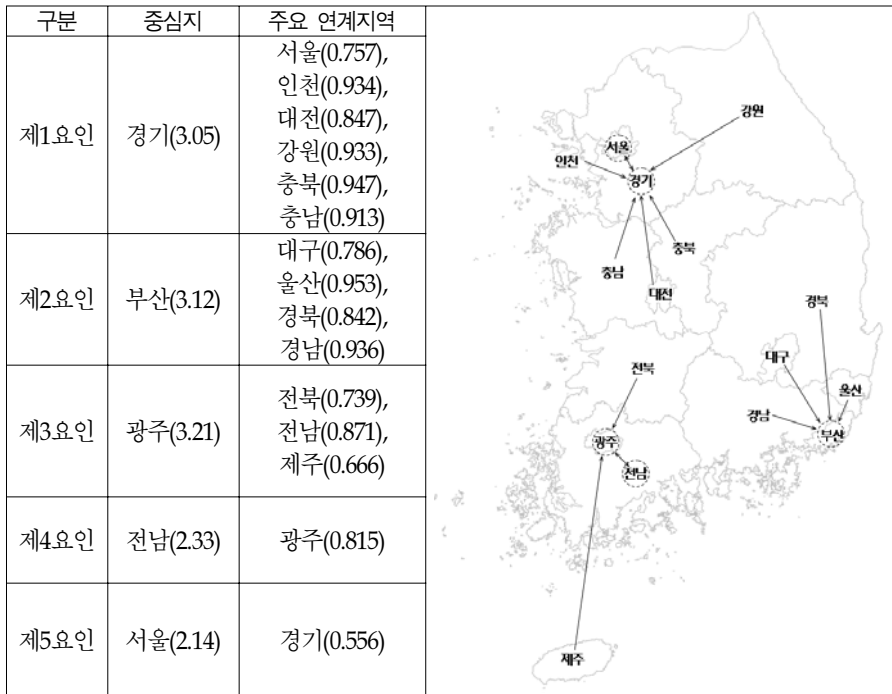 구분 중심지 주요 연계지역
제1요인 경기(3.05) 서울(0.757),
인천(0.934),
대전(0.847),
강원(0.933),
충북(0.947),
충남(0.913)
제2요인 부산(3.12) 대구(0.786),
울산(0.953),
경북(0.842),
경남(0.936)
제3요인 광주(3.21) 전북(0.739),
전남(0.871),
제주(0.666)
제4요인 전남(2.33) 광주(0.815)
제5요인 서울(2.14) 경기(0.556)
강원
서울
인천
경기
충북
충남
대전
경북
대구
전북
울산
경남
부산
광주
전남
제주